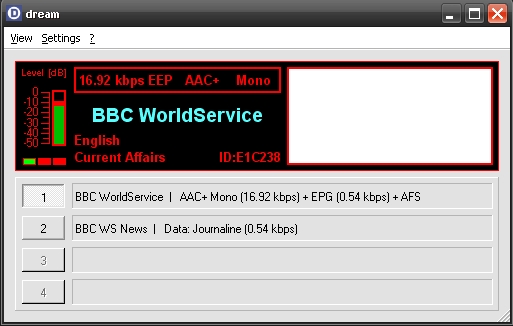 dream
View Settings ?
Level [dB]
16.92 kbps EEP AAC+ Mono
0
-10
-20
-30
-40
-50
BBC WorldService
English
Current Affairs ID:E1C238
1 BBC WorldService | AAC+ Mono (16.92 kbps) + EPG (0.54 kbps) + AFS
2 BBC WS News | Data: Journaline (0.54 kbps)
3
4